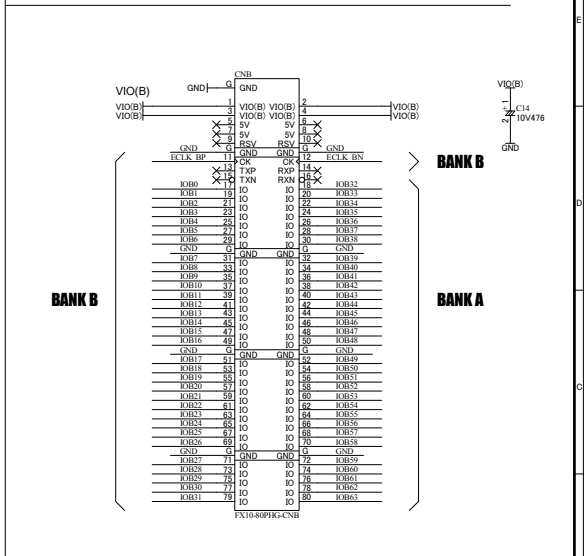 E
CNB
VIO(B) GND G GND VIO(B)
VIO(B) 1 VIO(B) VIO(B) 2 VIO(B)
VIO(B) 3 VIO(B) VIO(B) 4 VIO(B)
1 + C14
2 10V476
GND
5 5V 5V 6
7 5V 5V 8
9 RSV RSV 10
GND G GND GND G GND
ECLK_BP 11 CK CK 12 ECLK_BN BANK B
13 TXP RXP 14
15 TXN RXN 16
IOB0 17 IO IO 18 IOB32
IOB1 19 IO IO 20 IOB33
IOB2 21 IO IO 22 IOB34 D
IOB3 23 IO IO 24 IOB35
IOB4 25 IO IO 26 IOB36
IOB5 27 IO IO 28 IOB37
IOB6 29 IO IO 30 IOB38
GND G GND GND G GND
IOB7 31 IO IO 32 IOB39
IOB8 33 IO IO 34 IOB40
IOB9 35 IO IO 36 IOB41
IOB10 37 IO IO 38 IOB42
BANK B IOB11 39 IO IO 40 IOB43 BANK A
IOB12 41 IO IO 42 IOB44
IOB13 43 IO IO 44 IOB45
IOB14 45 IO IO 46 IOB46
IOB15 47 IO IO 48 IOB47
IOB16 49 IO IO 50 IOB48
GND G GND GND G GND
IOB17 51 IO IO 52 IOB49
IOB18 53 IO IO 54 IOB50
IOB19 55 IO IO 56 IOB51
IOB20 57 IO IO 58 IOB52 C
IOB21 59 IO IO 60 IOB53
IOB22 61 IO IO 62 IOB54
IOB23 63 IO IO 64 IOB55
IOB24 65 IO IO 66 IOB56
IOB25 67 IO IO 68 IOB57
IOB26 69 IO IO 70 IOB58
GND G GND GND G GND
IOB27 71 IO IO 72 IOB59
IOB28 73 IO IO 74 IOB60
IOB29 75 IO IO 76 IOB61
IOB30 77 IO IO 78 IOB62
IOB31 79 IO IO 80 IOB63
FX10-80PHG-CNB